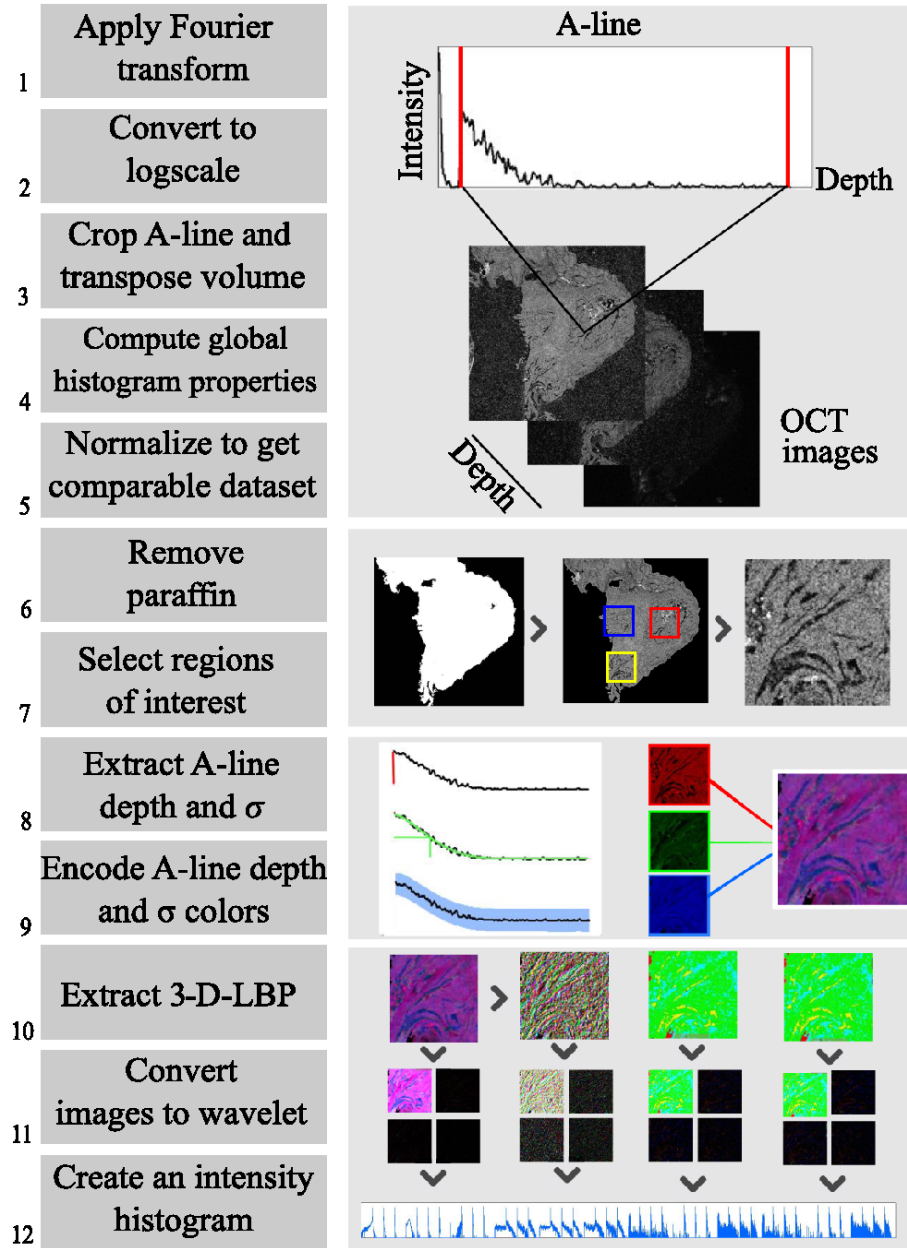 1 Apply Fourier
transform
2 Convert to
logscale
3 Crop A-line and
transpose volume
4 Compute global
histogram properties
5 Normalize to get
comparable dataset
A-line
Intensity
Depth
Depth
OCT
images
6 Remove
paraffin
7 Select regions
of interest
8 Extract A-line
depth and σ
9 Encode A-line depth
and σ colors
10 Extract 3-D-LBP
11 Convert
images to wavelet
12 Create an intensity
histogram